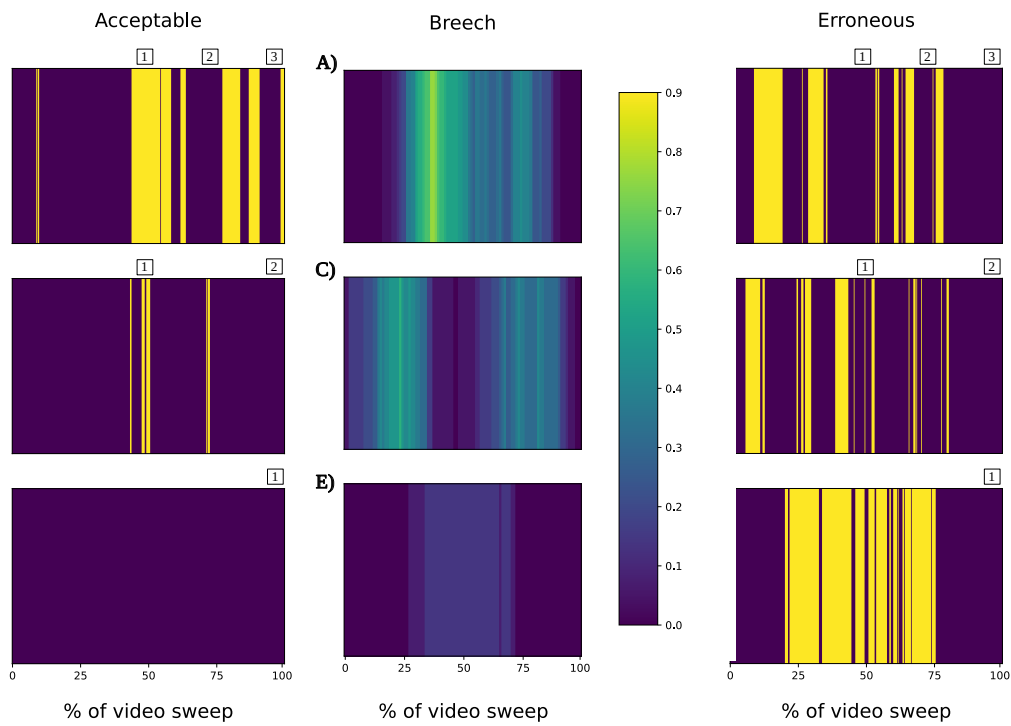 Acceptable Breech Erroneous
1 2 3 A) 1 2 3
0.9
0.8
0.7
0.6
0.5
0.4
0.3
0.2
0.1
0.0
1 2 C) 1 2
1 E) 1
0 25 50 75 100 0 25 50 75 100 0 25 50 75 100
% of video sweep % of video sweep % of video sweep